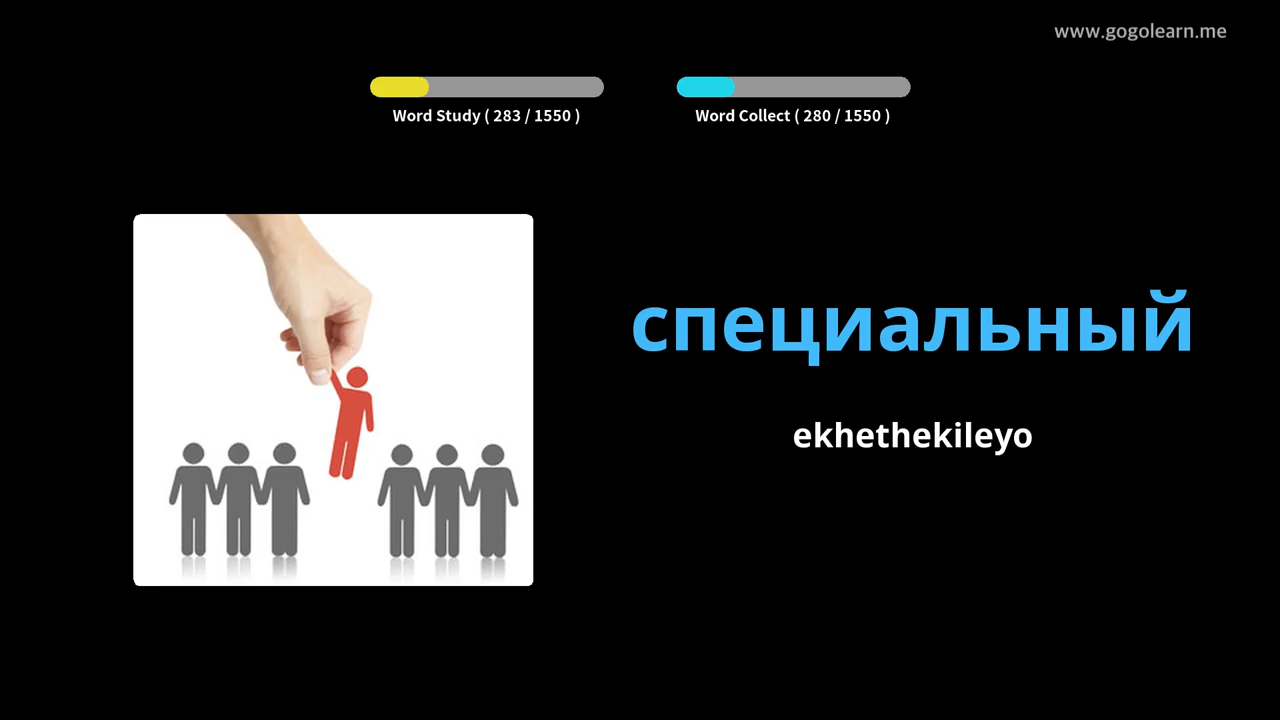 www.gogolearn.me
Word Study ( 283 / 1550 )
Word Collect ( 280 / 1550 )
специальный
ekhethekileyo